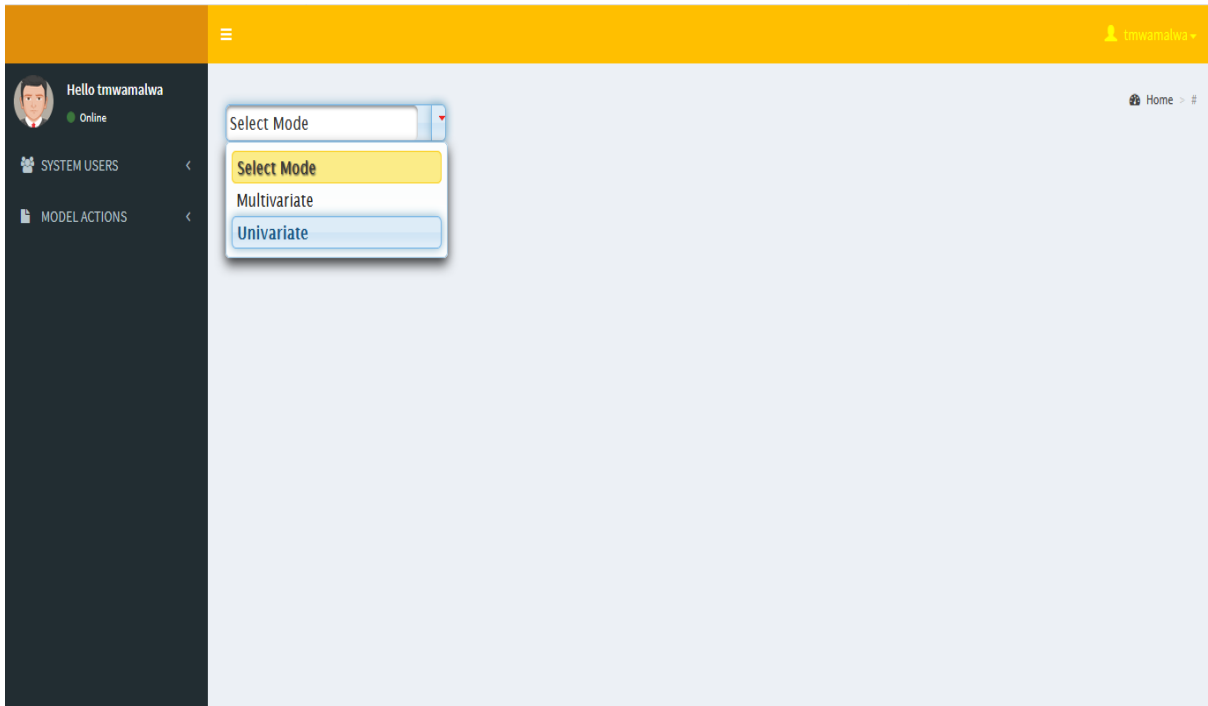 tmwamalwa
Hello tmwamalwa
Online
Home > #
Select Mode
SYSTEM USERS
Select Mode
Multivariate
MODEL ACTIONS
Univariate